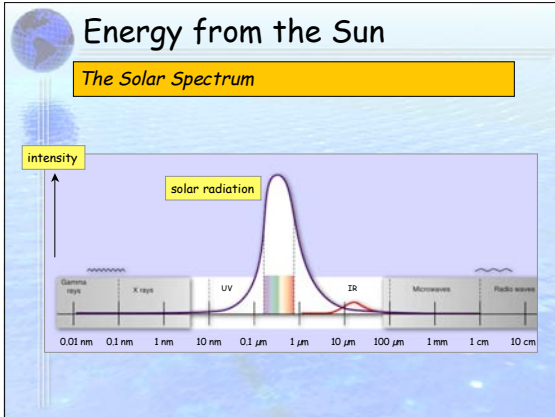 Energy from the Sun
The Solar Spectrum
intensity
solar radiation
Gamma
rays
X rays
UV
IR
Microwaves
Radio waves
0.01 nm 0.1 nm 1 nm 10 nm 0.1 µm 1 µm 10 µm 100 µm 1 mm 1 cm 10 cm